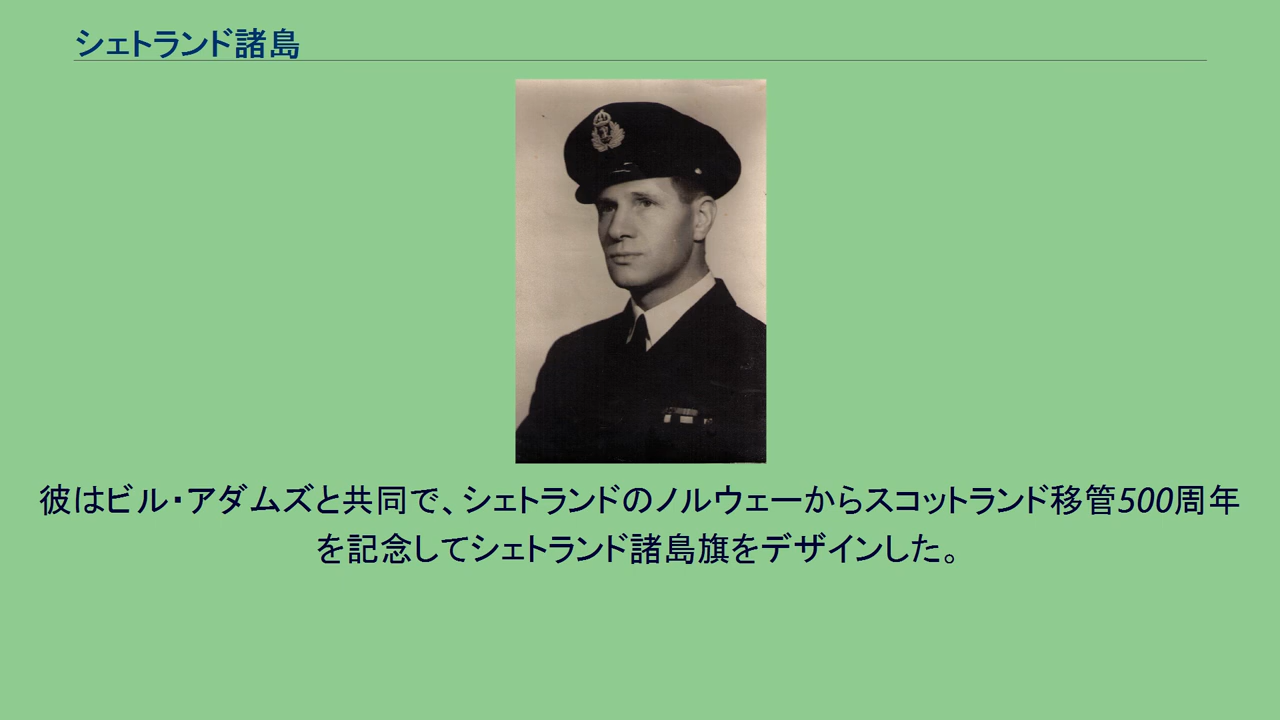 シェトランド諸島
彼はビル・アダムズと共同で、シェトランドのノルウェーからスコットランド移管500周年
を記念してシェトランド諸島旗をデザインした。